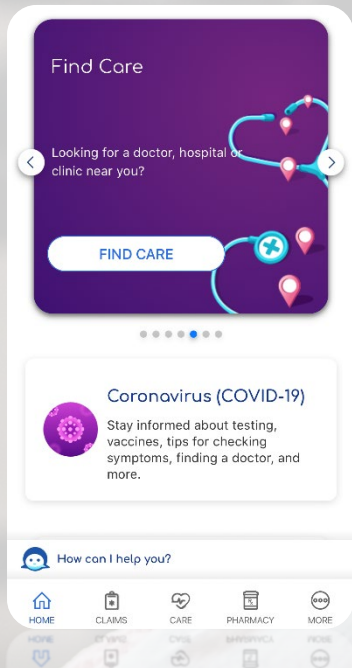 Find Care
Looking for a doctor, hospital or
clinic near you?
FIND CARE
Coronavirus (COVID-19)
Stay informed about testing,
vaccines, tips for checking
symptoms, finding a doctor, and
more.
How can I help you?
HOME CLAIMS CARE PHARMACY MORE